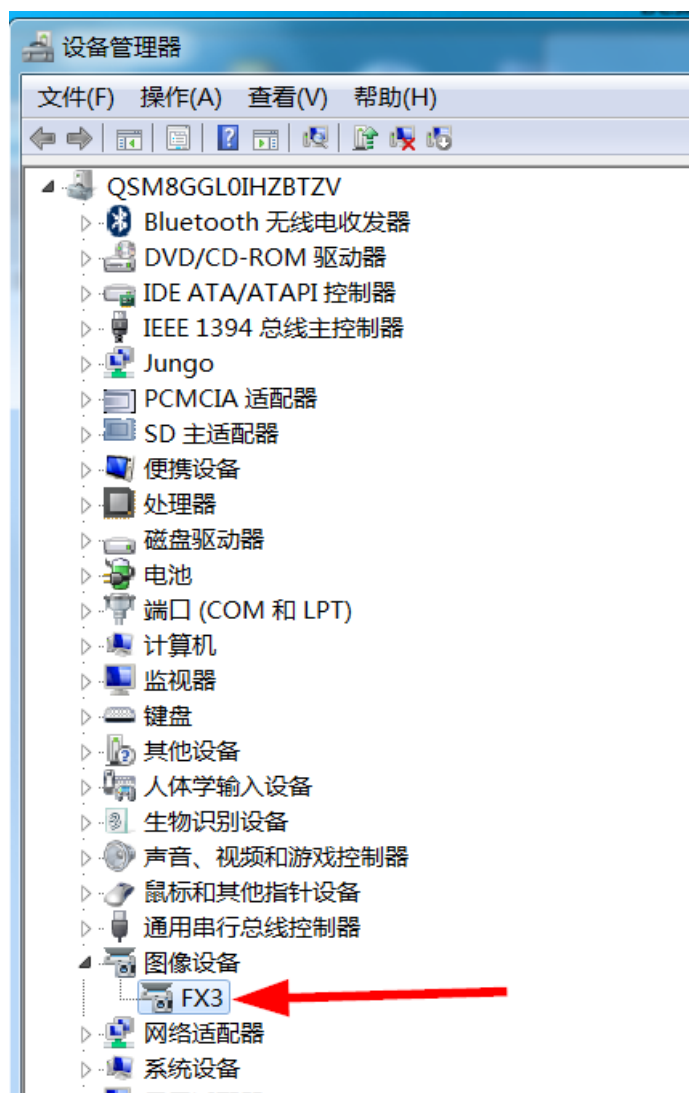 设备管理器
文件(F) 操作(A) 查看(V) 帮助(H)
QSM8GGL0IHZBTZV
Bluetooth 无线电收发器
DVD/CD-ROM 驱动器
IDE ATA/ATAPI 控制器
IEEE 1394 总线主控制器
Jungo
PCMCIA 适配器
SD 主适配器
便携设备
处理器
磁盘驱动器
电池
端口 (COM 和 LPT)
计算机
监视器
键盘
其他设备
人体学输入设备
生物识别设备
声音、视频和游戏控制器
鼠标和其他指针设备
通用串行总线控制器
图像设备
FX3
网络适配器
系统设备